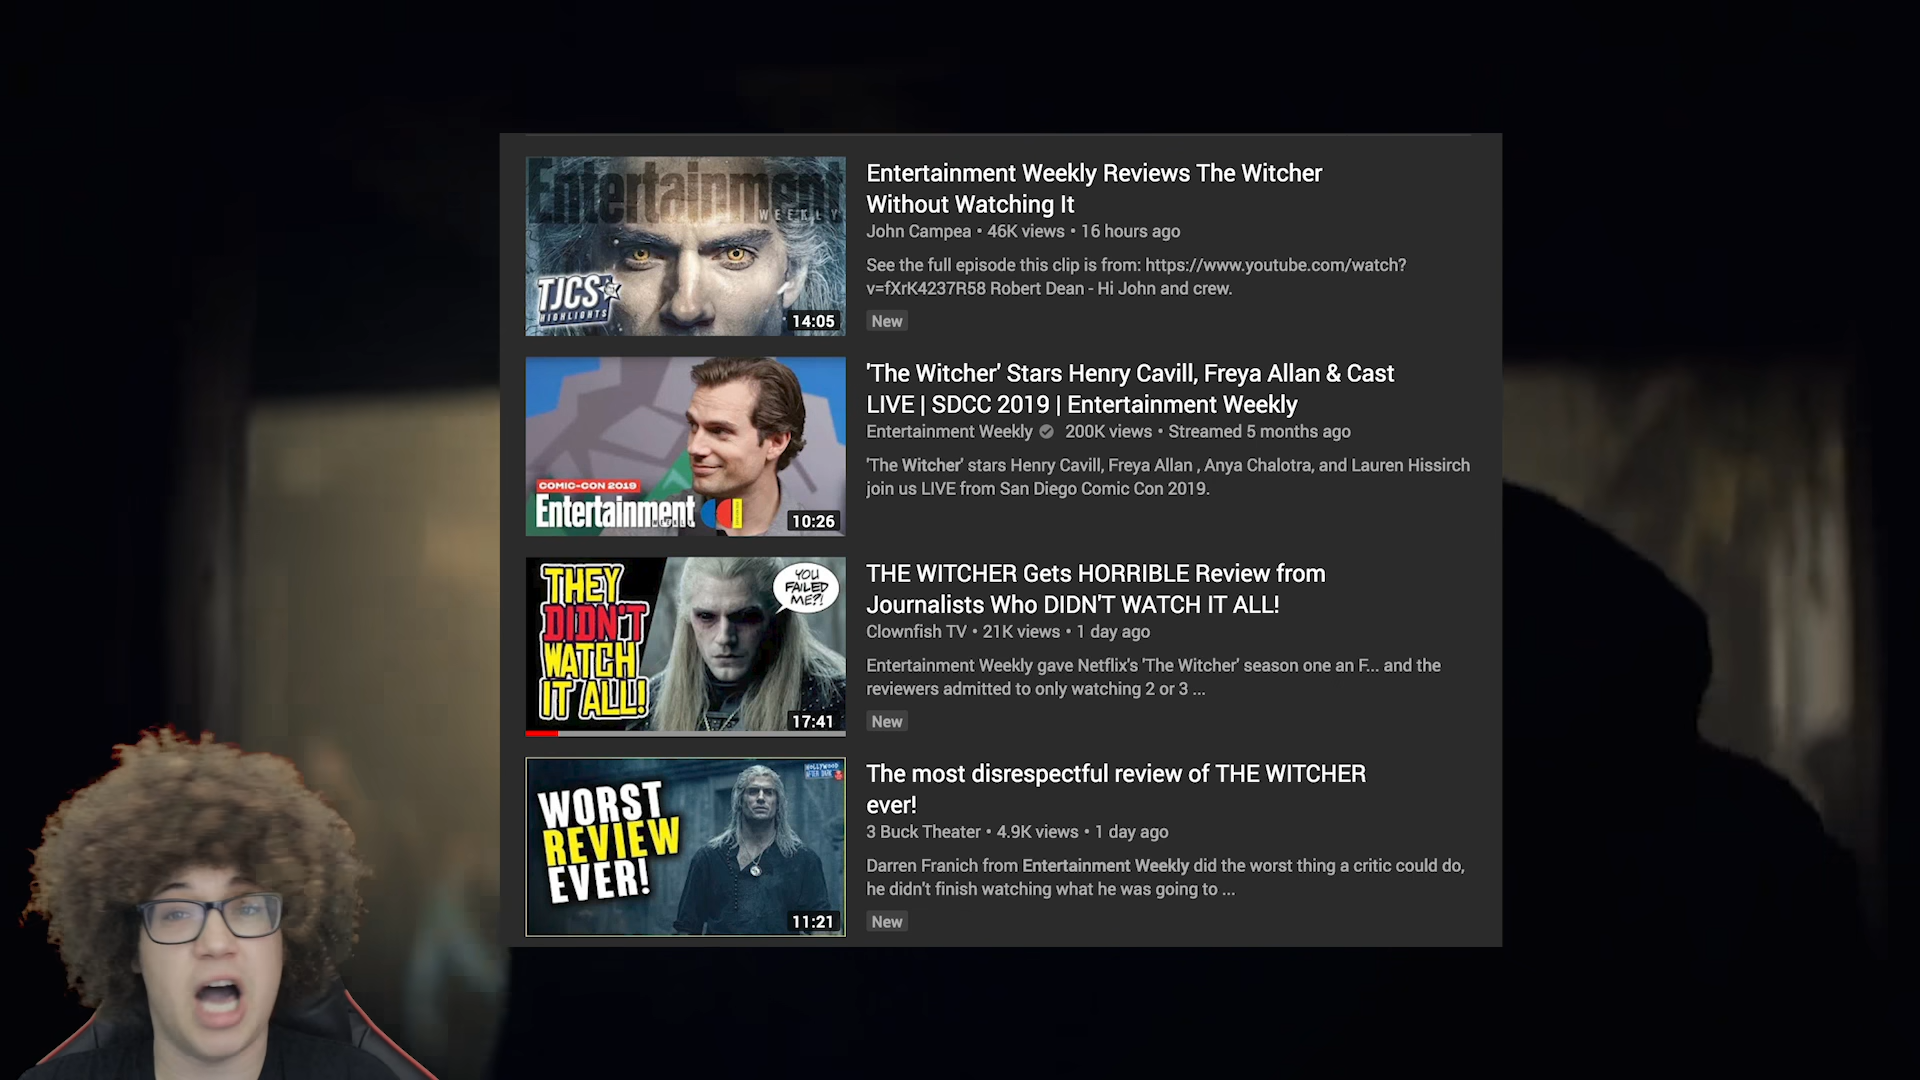 Entertainment
WEEKLY
TJCS
HIGHLIGHTS
14:05
Entertainment Weekly Reviews The Witcher
Without Watching It
John Campea • 46K views • 16 hours ago
See the full episode this clip is from: https://www.youtube.com/watch?
v=fXrK4237R58 Robert Dean - Hi John and crew.
New
COMIC-CON 2019
Entertainment
WEEKLY
10:26
'The Witcher' Stars Henry Cavill, Freya Allan & Cast
LIVE | SDCC 2019 | Entertainment Weekly
Entertainment Weekly 200K views • Streamed 5 months ago
'The Witcher' stars Henry Cavill, Freya Allan , Anya Chalotra, and Lauren Hissirch
join us LIVE from San Diego Comic Con 2019.
THEY
DIDN'T
WATCH
IT ALL!
YOU
FAILED
ME?!
17:41
THE WITCHER Gets HORRIBLE Review from
Journalists Who DIDN'T WATCH IT ALL!
Clownfish TV • 21K views • 1 day ago
Entertainment Weekly gave Netflix's 'The Witcher' season one an F... and the
reviewers admitted to only watching 2 or 3 ...
New
WORST
REVIEW
EVER!
HOLLYWOOD
AFTER DARK
11:21
The most disrespectful review of THE WITCHER
ever!
3 Buck Theater • 4.9K views • 1 day ago
Darren Franich from Entertainment Weekly did the worst thing a critic could do,
he didn't finish watching what he was going to ...
New